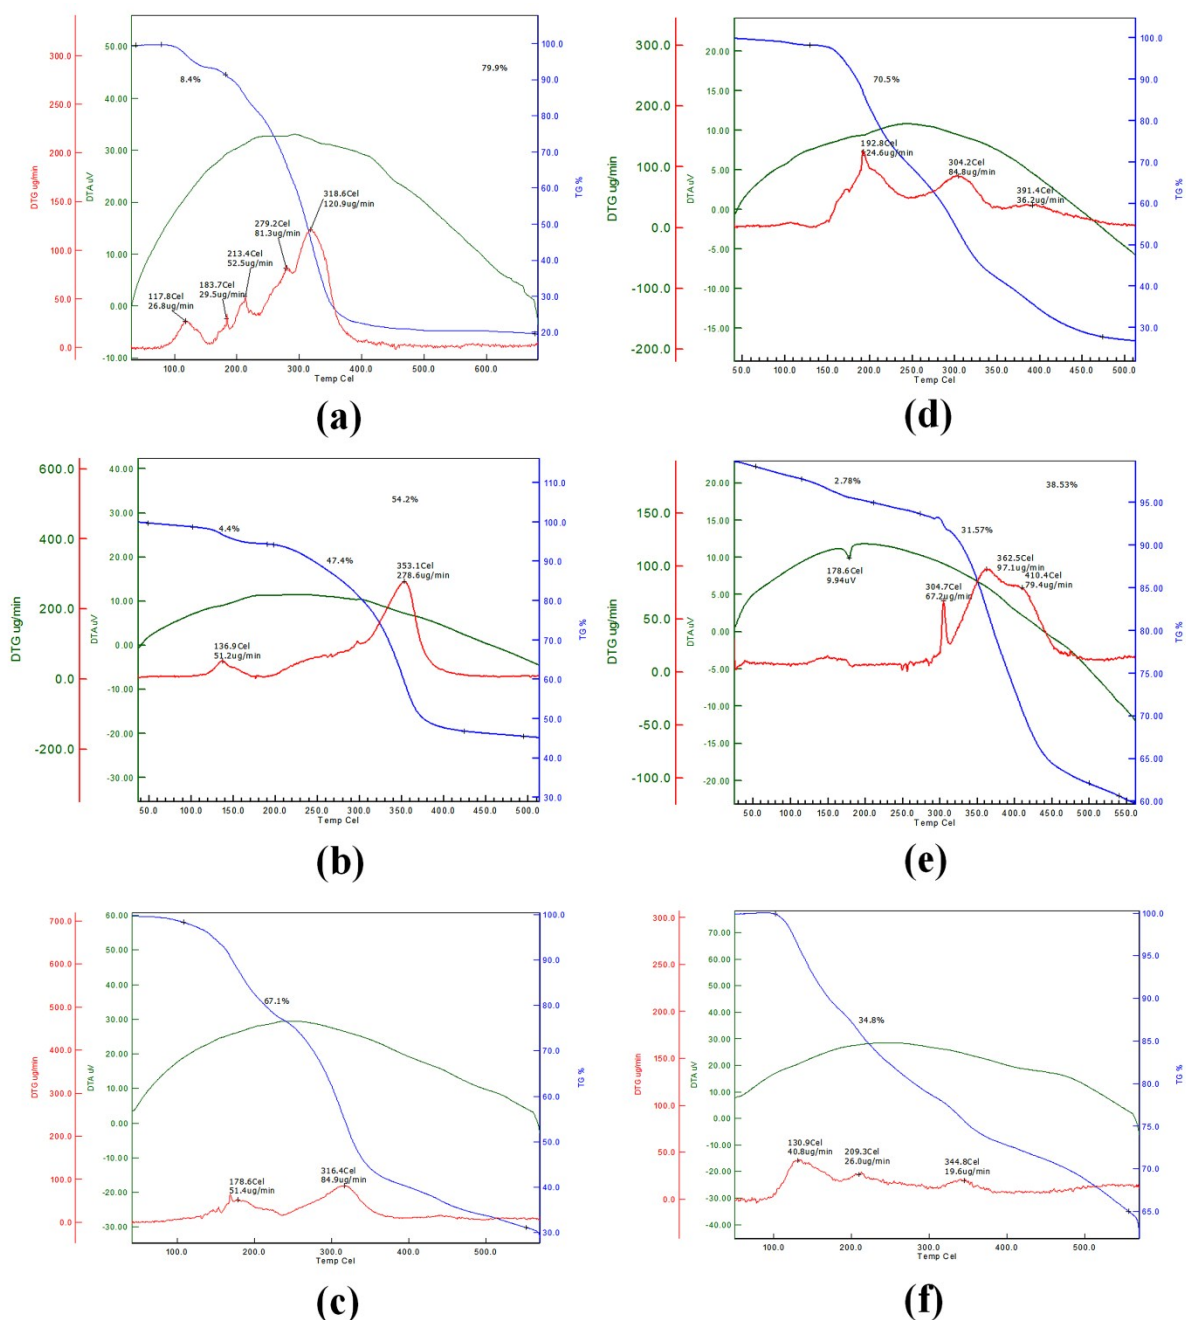 300.0
250.0
200.0
150.0
100.0
50.0
0.0
DTG ug/min
50.00
40.00
30.00
20.00
10.00
0.00
-10.00
DTA uV
8.4%
79.9%
117.8Cel
26.8ug/min
183.7Cel
29.5ug/min
213.4Cel
52.5ug/min
279.2Cel
81.3ug/min
318.6Cel
120.9ug/min
100.0
90.0
80.0
70.0
60.0
50.0
40.0
30.0
20.0
TG %
100.0 200.0 300.0 400.0 500.0 600.0
Temp Cel
(a)
300.0
200.0
100.0
0.0
-100.0
-200.0
DTG ug/min
20.00
15.00
10.00
5.00
0.00
-5.00
-10.00
-15.00
DTA uV
70.5%
192.8Cel
124.6ug/min
304.2Cel
84.8ug/min
391.4Cel
36.2ug/min
100.0
90.0
80.0
70.0
60.0
50.0
40.0
30.0
TG %
50.0 100.0 150.0 200.0 250.0 300.0 350.0 400.0 450.0 500.0
Temp Cel
(d)
600.0
400.0
200.0
0.0
-200.0
DTG ug/min
40.00
30.00
20.00
10.00
0.00
-10.00
-20.00
-30.00
DTA uV
4.4%
47.4%
54.2%
136.9Cel
51.2ug/min
353.1Cel
278.6ug/min
110.0
100.0
90.0
80.0
70.0
60.0
50.0
40.0
30.0
TG %
50.0 100.0 150.0 200.0 250.0 300.0 350.0 400.0 450.0 500.0
Temp Cel
(b)
150.0
100.0
50.0
0.0
-50.0
-100.0
DTG ug/min
20.00
15.00
10.00
5.00
0.00
-5.00
-10.00
-15.00
-20.00
DTA uV
2.78%
31.57%
38.53%
178.6Cel
9.94uV
304.7Cel
67.2ug/min
362.5Cel
97.1ug/min
410.4Cel
79.4ug/min
95.00
90.00
85.00
80.00
75.00
70.00
65.00
60.00
TG %
50.0 100.0 150.0 200.0 250.0 300.0 350.0 400.0 450.0 500.0 550.0
Temp Cel
(e)
700.0
600.0
500.0
400.0
300.0
200.0
100.0
0.0
DTG ug/min
60.00
50.00
40.00
30.00
20.00
10.00
0.00
-10.00
-20.00
-30.00
DTA uV
67.1%
178.6Cel
51.4ug/min
316.4Cel
84.9ug/min
100.0
90.0
80.0
70.0
60.0
50.0
40.0
30.0
TG %
100.0 200.0 300.0 400.0 500.0
Temp Cel
(c)
300.0
250.0
200.0
150.0
100.0
50.0
0.0
DTG ug/min
70.00
60.00
50.00
40.00
30.00
20.00
10.00
0.00
-10.00
-20.00
-30.00
-40.00
DTA uV
34.8%
130.9Cel
40.8ug/min
209.3Cel
26.0ug/min
344.8Cel
19.6ug/min
100.0
95.0
90.0
85.0
80.0
75.0
70.0
65.0
TG %
100.0 200.0 300.0 400.0 500.0
Temp Cel
(f)